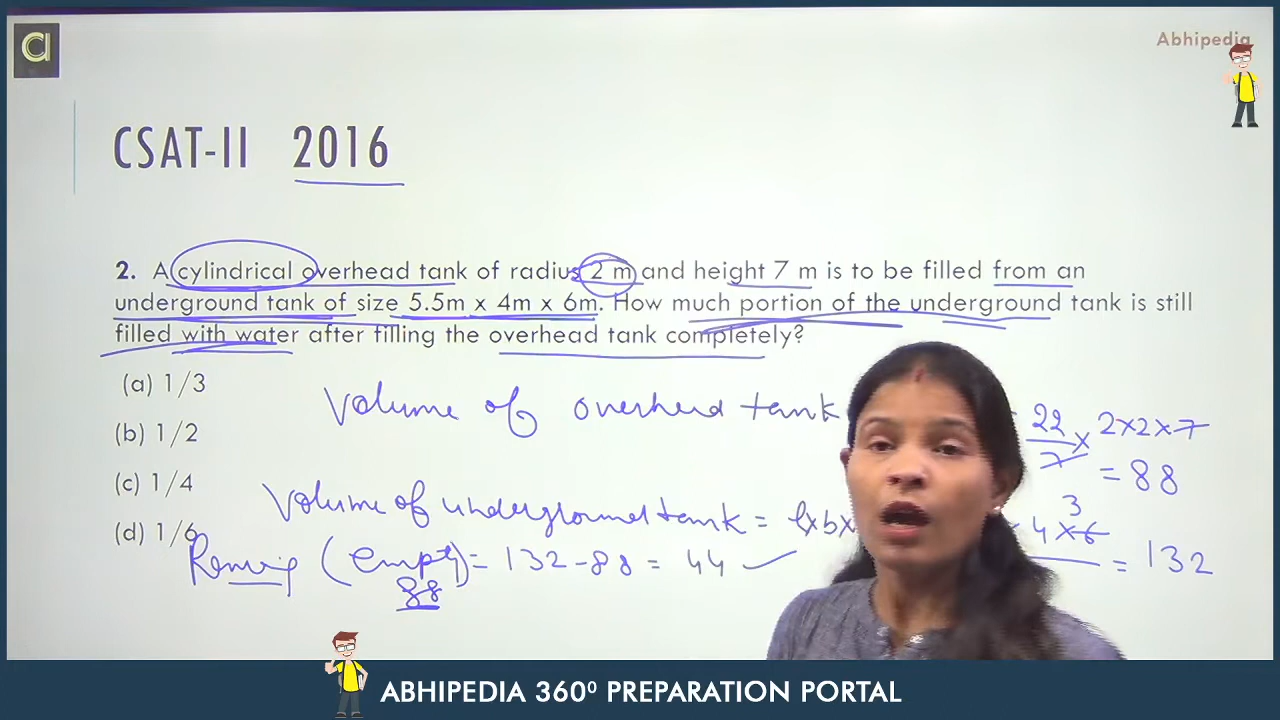 a
Abhipedia
CSAT-II 2016
2. A cylindrical overhead tank of radius 2 m and height 7 m is to be filled from an
underground tank of size 5.5m x 4m x 6m. How much portion of the underground tank is still
filled with water after filling the overhead tank completely?
(a) 1/3
(b) 1/2
(c) 1/4
(d) 1/6
Volume of overhead tank
22/7 x 2x2x7
= 88
Volume of underground tank = lxbx
4x6 3
= 132
(empty) = 132-88 = 44
88
ABHIPEDIA 360⁰ PREPARATION PORTAL